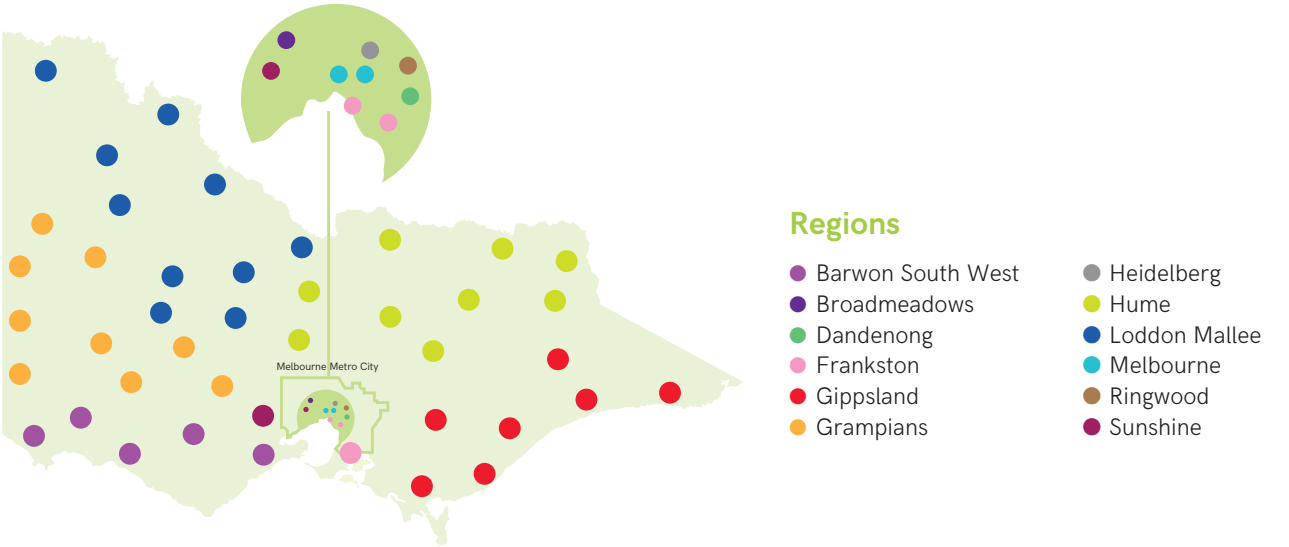 Melbourne Metro City
Regions
Barwon South West
Broadmeadows
Dandenong
Frankston
Gippsland
Grampians
Heidelberg
Hume
Loddon Mallee
Melbourne
Ringwood
Sunshine